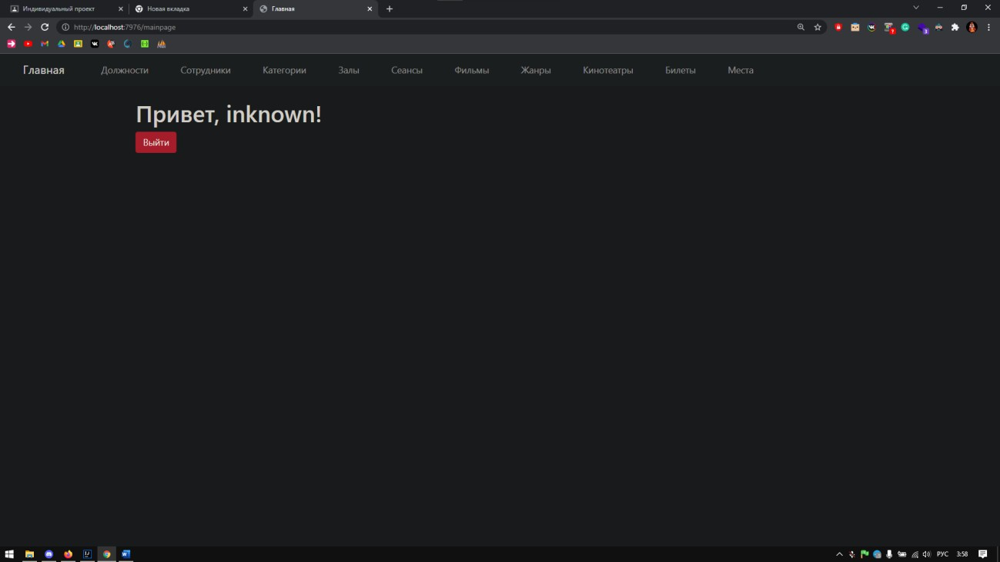 Индивидуальный проект
Новая вкладка
Главная
http://localhost:7976/mainpage
Главная Должности Сотрудники Категории Залы Сеансы Фильмы Жанры Кинотеатры Билеты Места
Привет, inknown!
Выйти
РУС 3:58